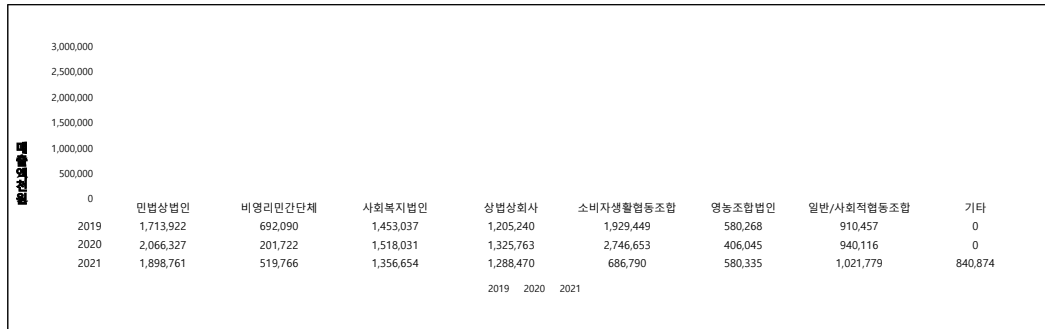 3,000,000
2,500,000
2,000,000
1,500,000
1,000,000
500,000
0
매출액천원
민법상법인 비영리민간단체 사회복지법인 상법상회사 소비자생활협동조합 영농조합법인 일반/사회적협동조합 기타
2019 1,713,922 692,090 1,453,037 1,205,240 1,929,449 580,268 910,457 0
2020 2,066,327 201,722 1,518,031 1,325,763 2,746,653 406,045 940,116 0
2021 1,898,761 519,766 1,356,654 1,288,470 686,790 580,335 1,021,779 840,874
2019 2020 2021